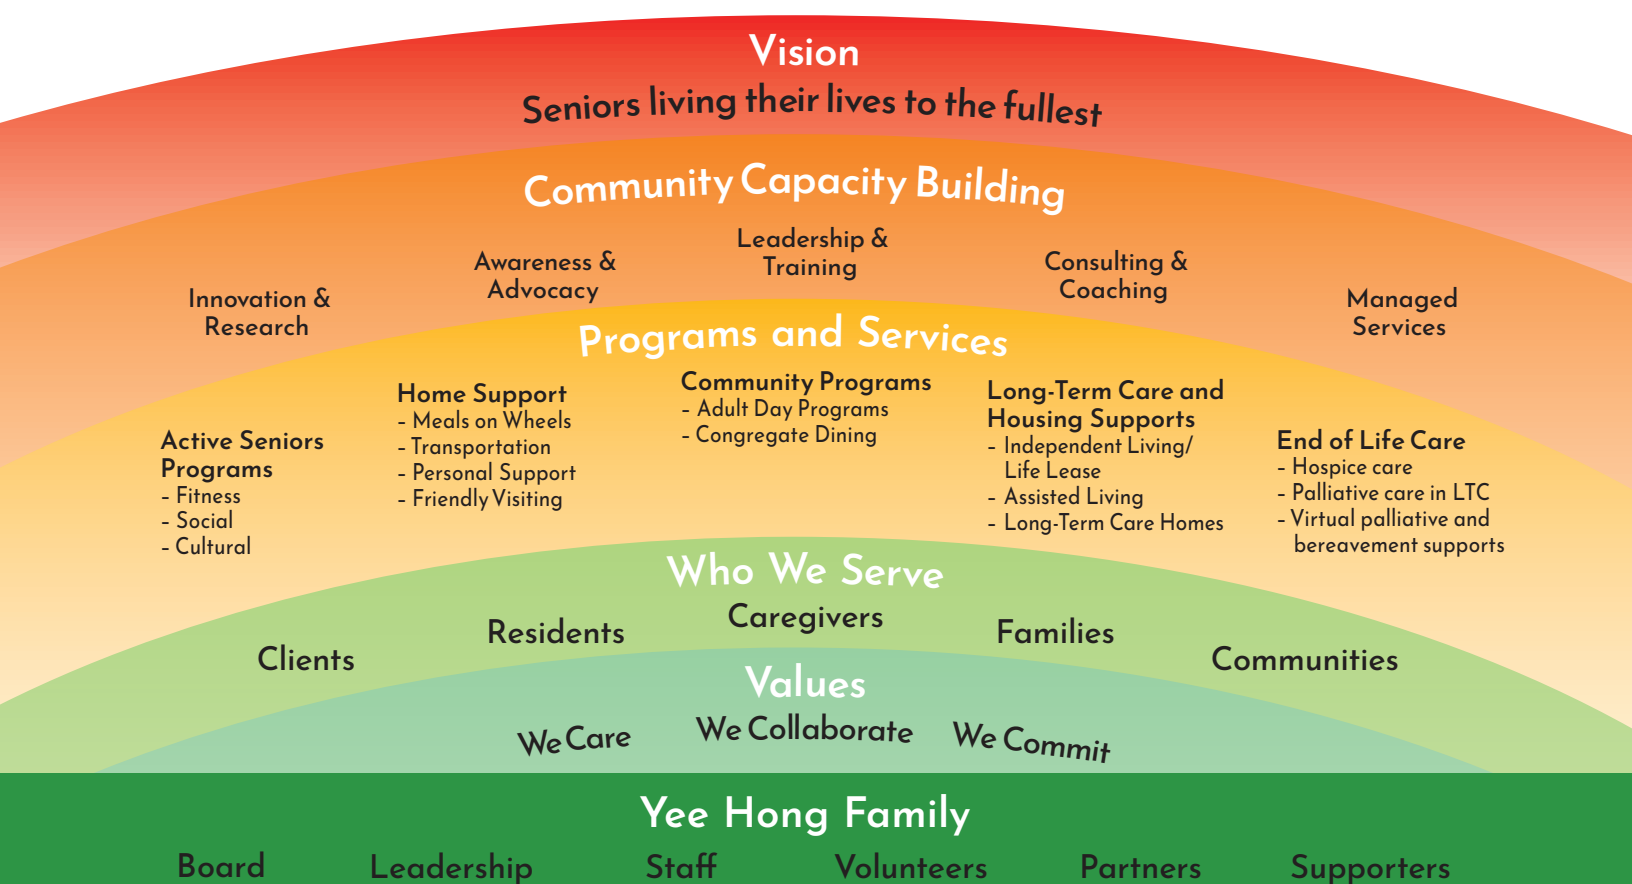 Vision
Seniors living their lives to the fullest
Community Capacity Building
Innovation &
Research
Awareness &
Advocacy
Leadership &
Training
Consulting &
Coaching
Managed
Services
Programs and Services
Active Seniors
Programs
– Fitness
– Social
– Cultural
Home Support
– Meals on Wheels
– Transportation
– Personal Support
– Friendly Visiting
Community Programs
– Adult Day Programs
– Congregate Dining
Long-Term Care and
Housing Supports
– Independent Living/
Life Lease
– Assisted Living
– Long-Term Care Homes
End of Life Care
– Hospice care
– Palliative care in LTC
– Virtual palliative and
bereavement supports
Who We Serve
Clients
Residents
Caregivers
Families
Communities
Values
We Care
We Collaborate
We Commit
Yee Hong Family
Board
Leadership
Staff
Volunteers
Partners
Supporters